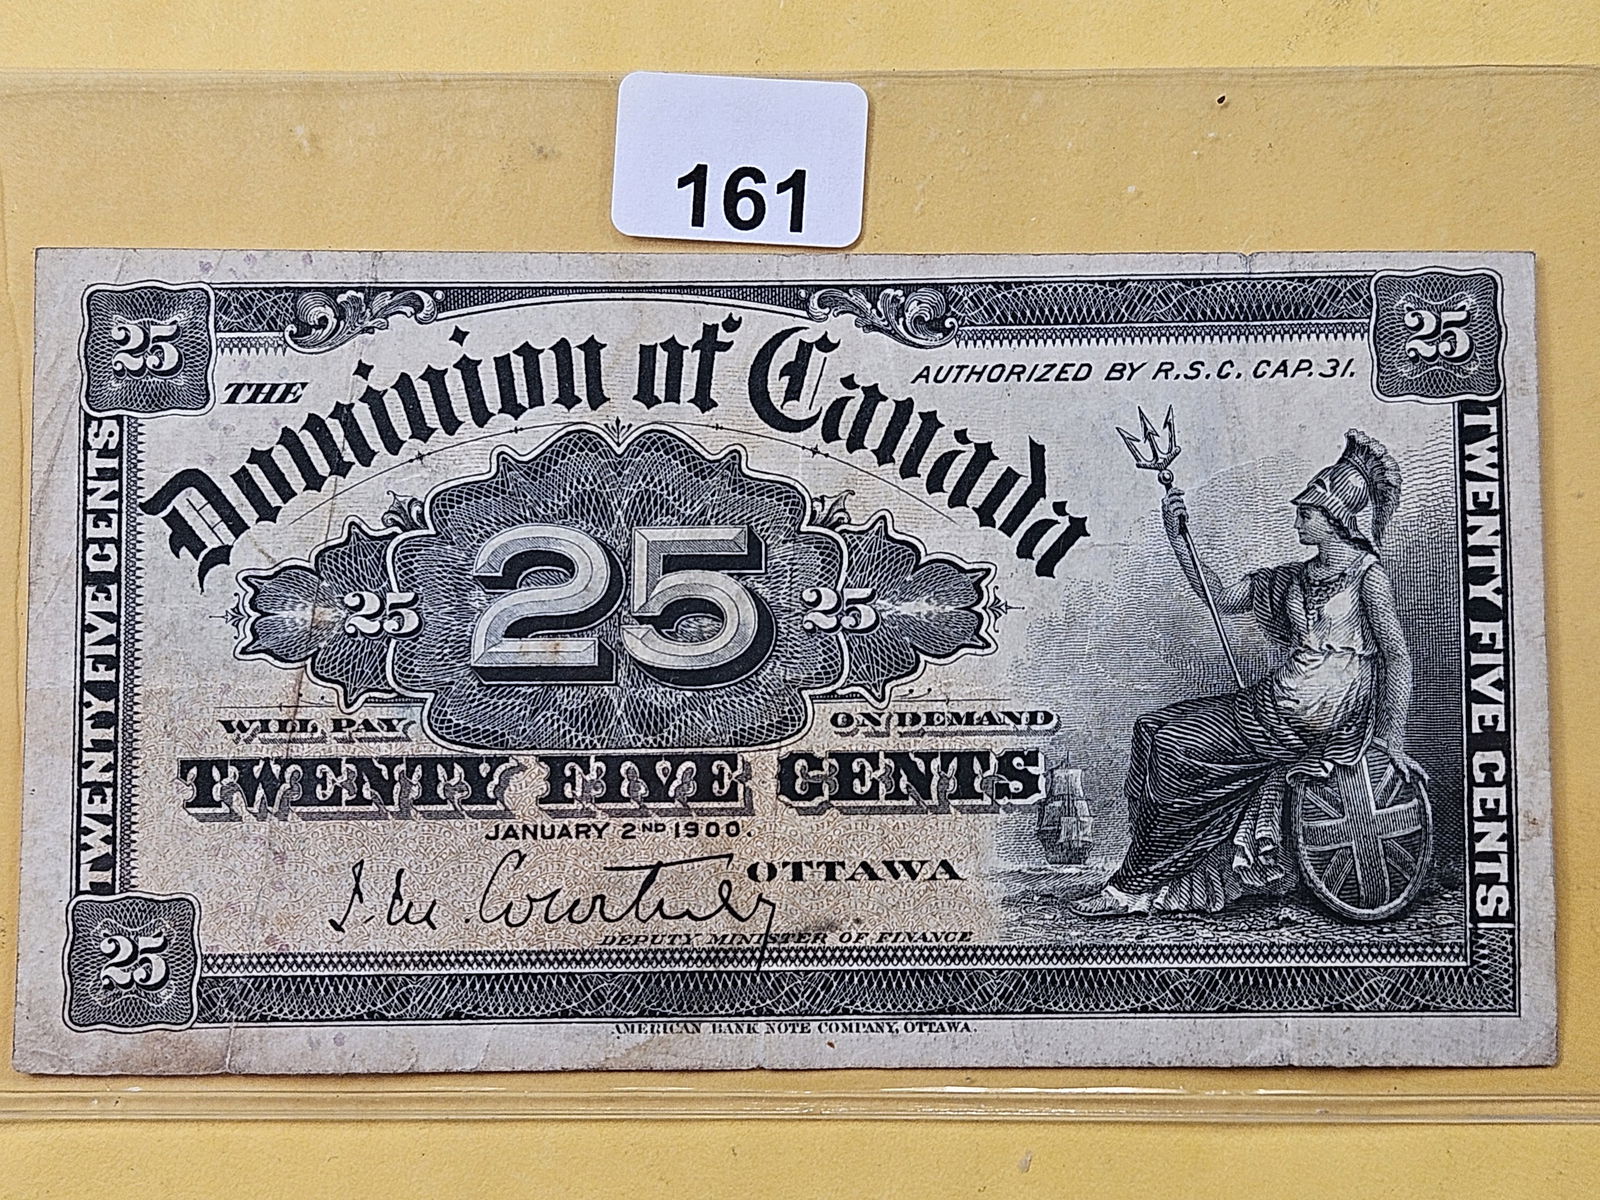 161
25
25
THE
Dominion of Canada
AUTHORIZED BY R.S.C. CAP. 31.
TWENTY FIVE CENTS
TWENTY FIVE CENTS
25
25
25
WILL PAY
ON DEMAND
TWENTY FIVE CENTS
JANUARY 2ND 1900.
J. M. Courtney
OTTAWA
DEPUTY MINISTER OF FINANCE
25
AMERICAN BANK NOTE COMPANY, OTTAWA.